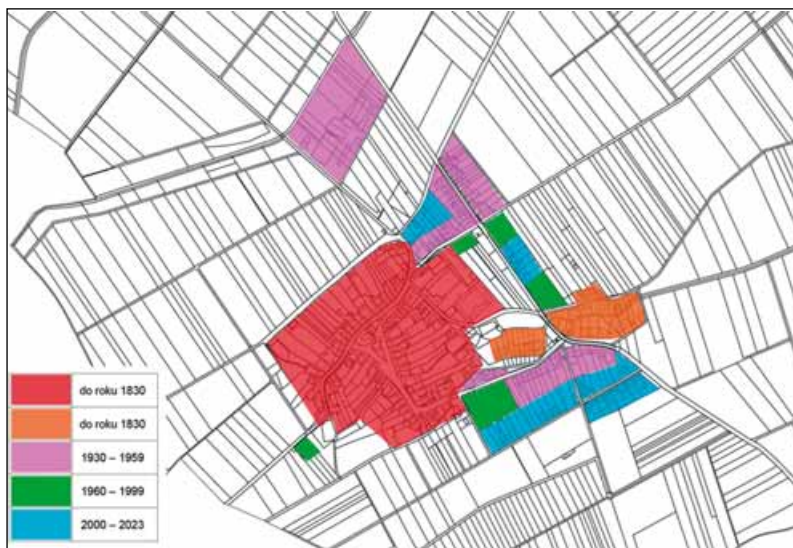 do roku 1830
do roku 1830
1930 – 1959
1960 – 1999
2000 – 2023